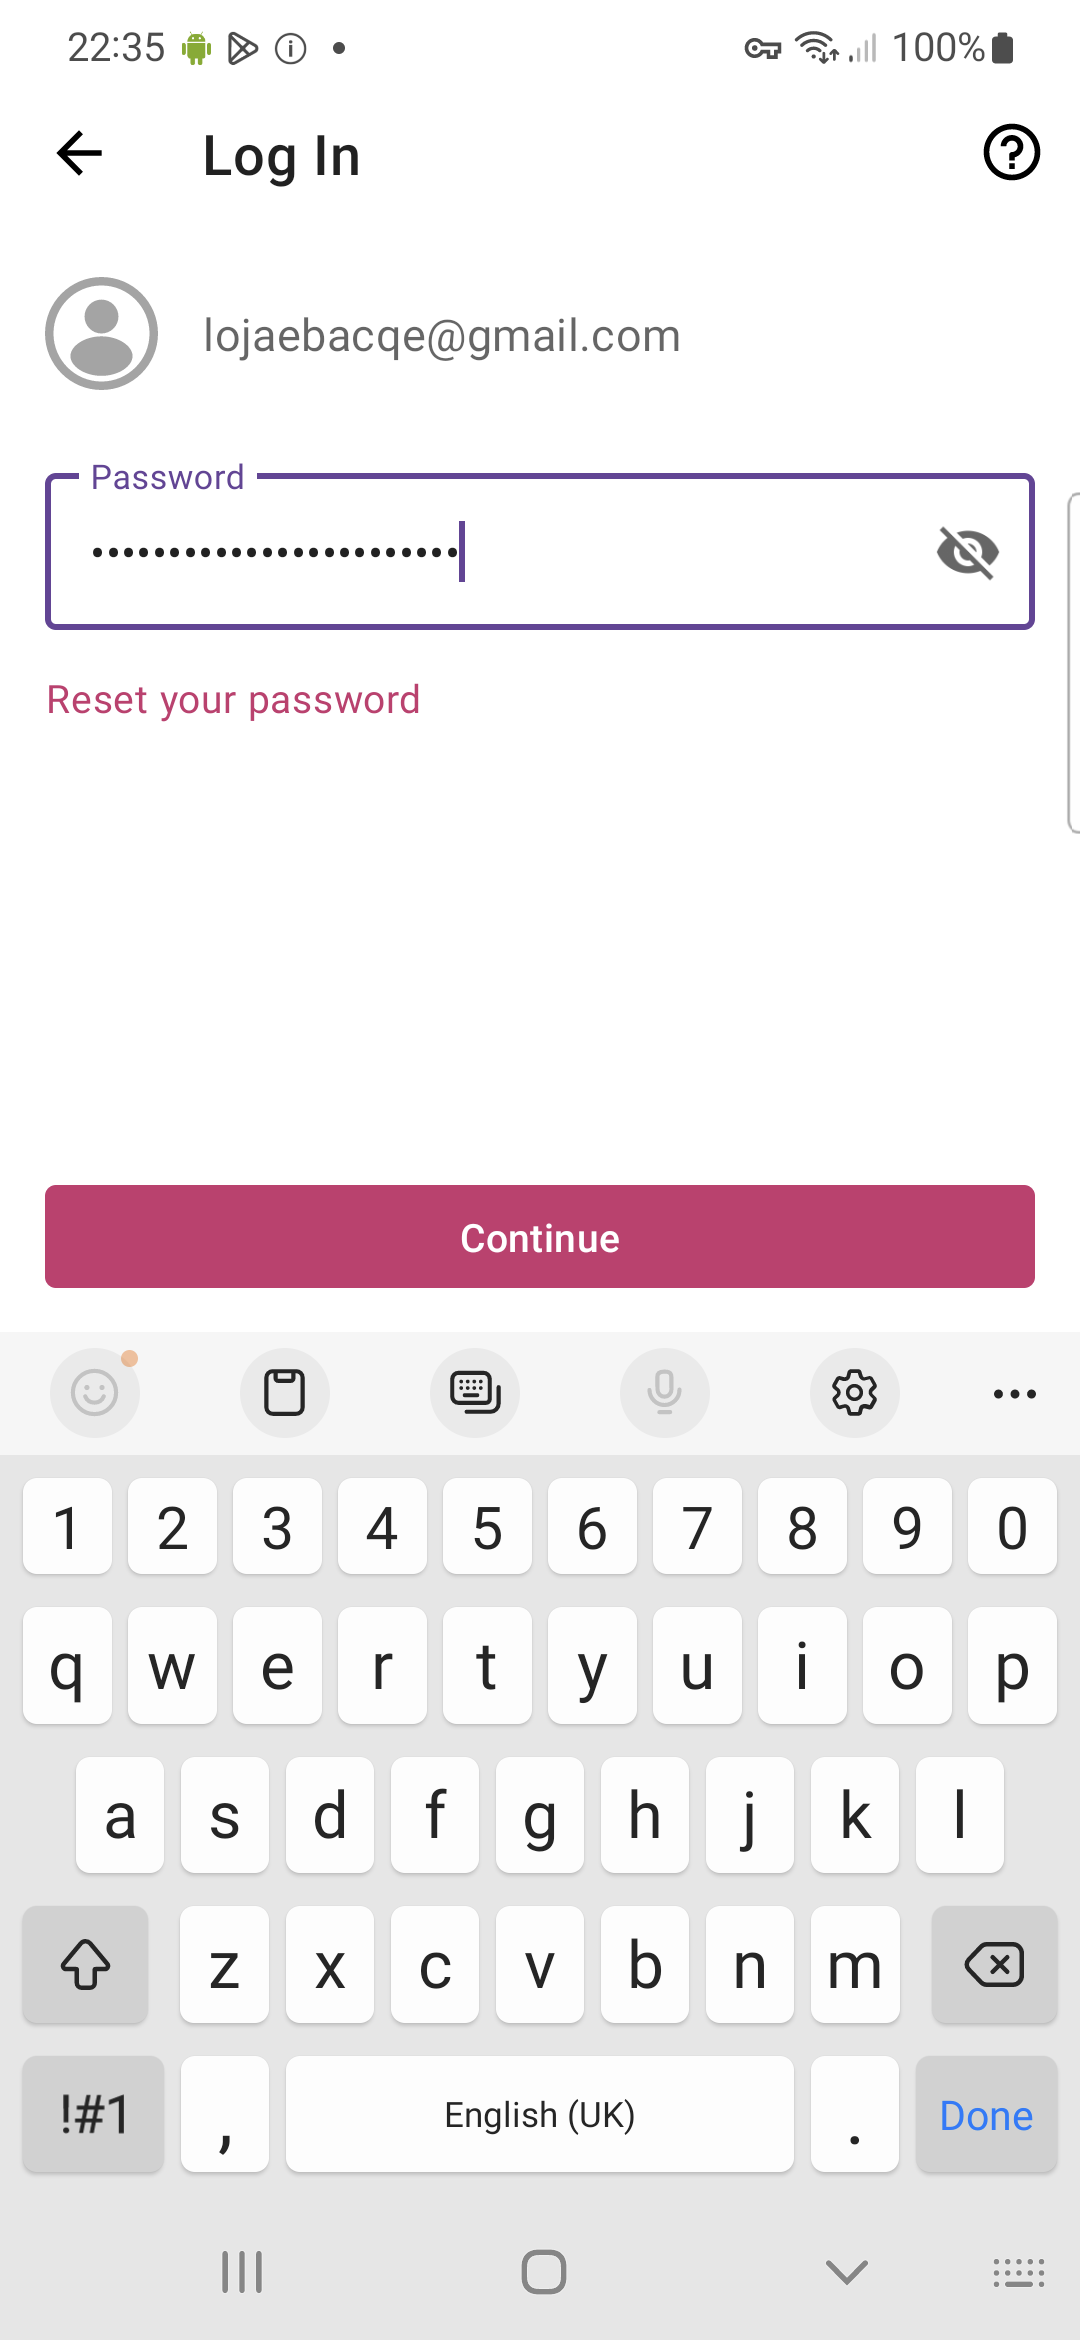 22:35 100%
Log In
lojaebacqe@gmail.com
Password
••••••••••••••••••••••••
Reset your password
Continue
1 2 3 4 5 6 7 8 9 0
q w e r t y u i o p
a s d f g h j k l
z x c v b n m
!#1 , English (UK) . Done